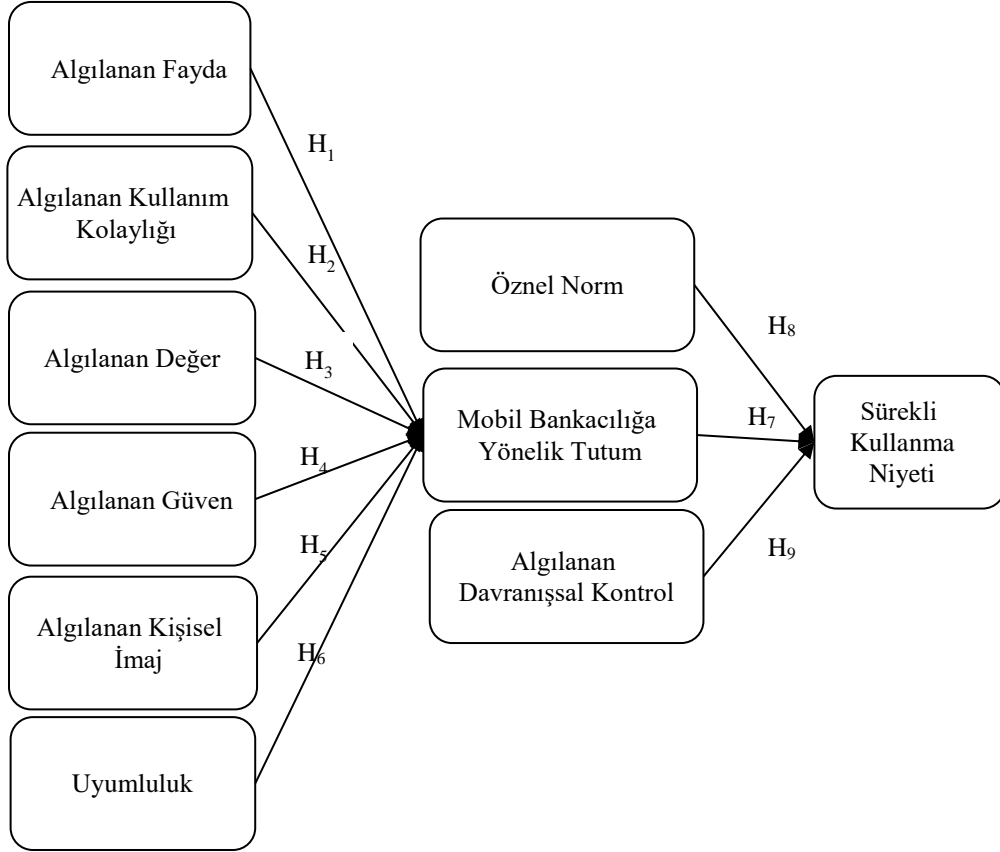 Algılanan Fayda
H1
Algılanan Kullanım
Kolaylığı
H2
Algılanan Değer
H3
Algılanan Güven
H4
Algılanan Kişisel
İmaj
H5
Uyumluluk
H6
Öznel Norm
H8
Mobil Bankacılığa
Yönelik Tutum
H7
Algılanan
Davranışsal Kontrol
H9
Sürekli
Kullanma
Niyeti